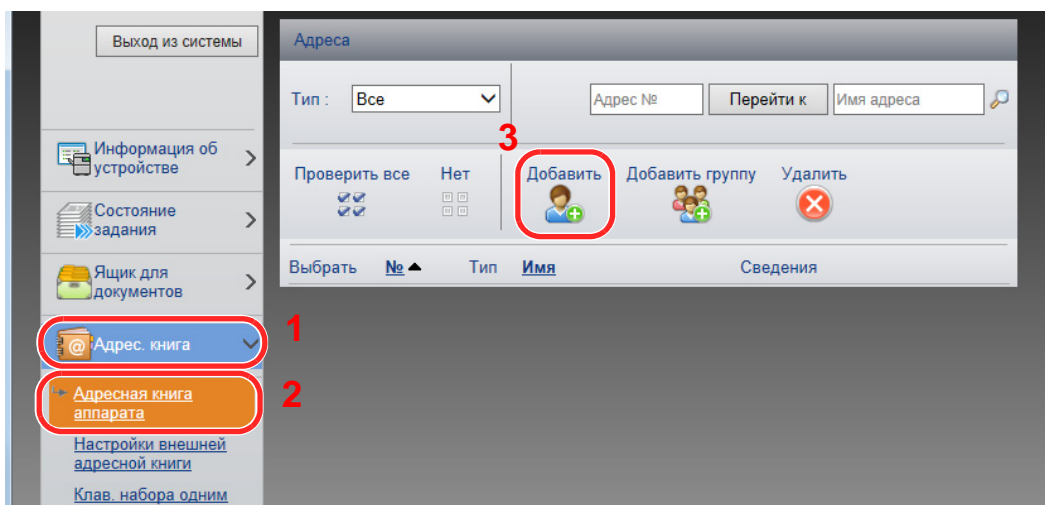 Выход из системы
Адреса
Тип :
Все
Адрес №
Перейти к
Имя адреса
3
Информация об
устройстве
Проверить все
Нет
Добавить
Добавить группу
Удалить
Состояние
задания
Выбрать № Тип Имя Сведения
Ящик для
документов
Адрес. книга
1
Адресная книга
аппарата
2
Настройки внешней
адресной книги
Клав. набора одним